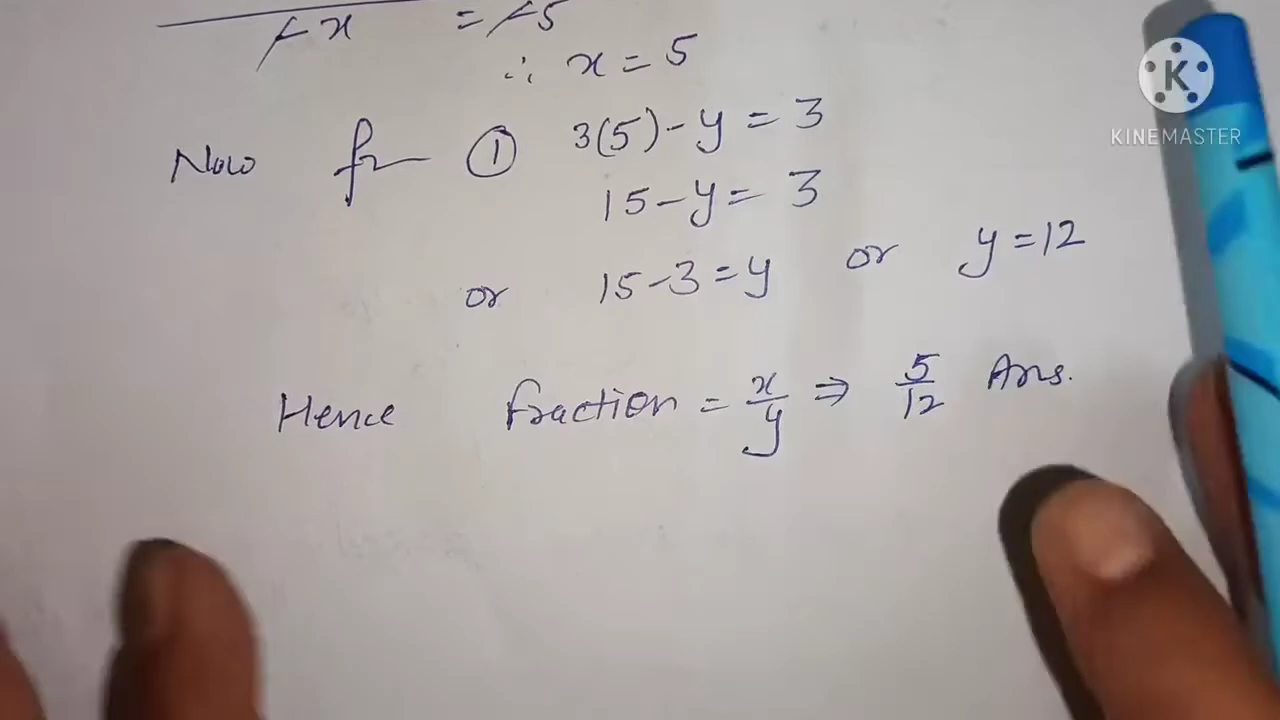 -x = -5
∴ x = 5
Now fr ① 3(5)-y = 3
15-y = 3
or 15-3 = y or y = 12
Hence fraction = x/y ⇒ 5/12 Ans.
K
KINEMASTER